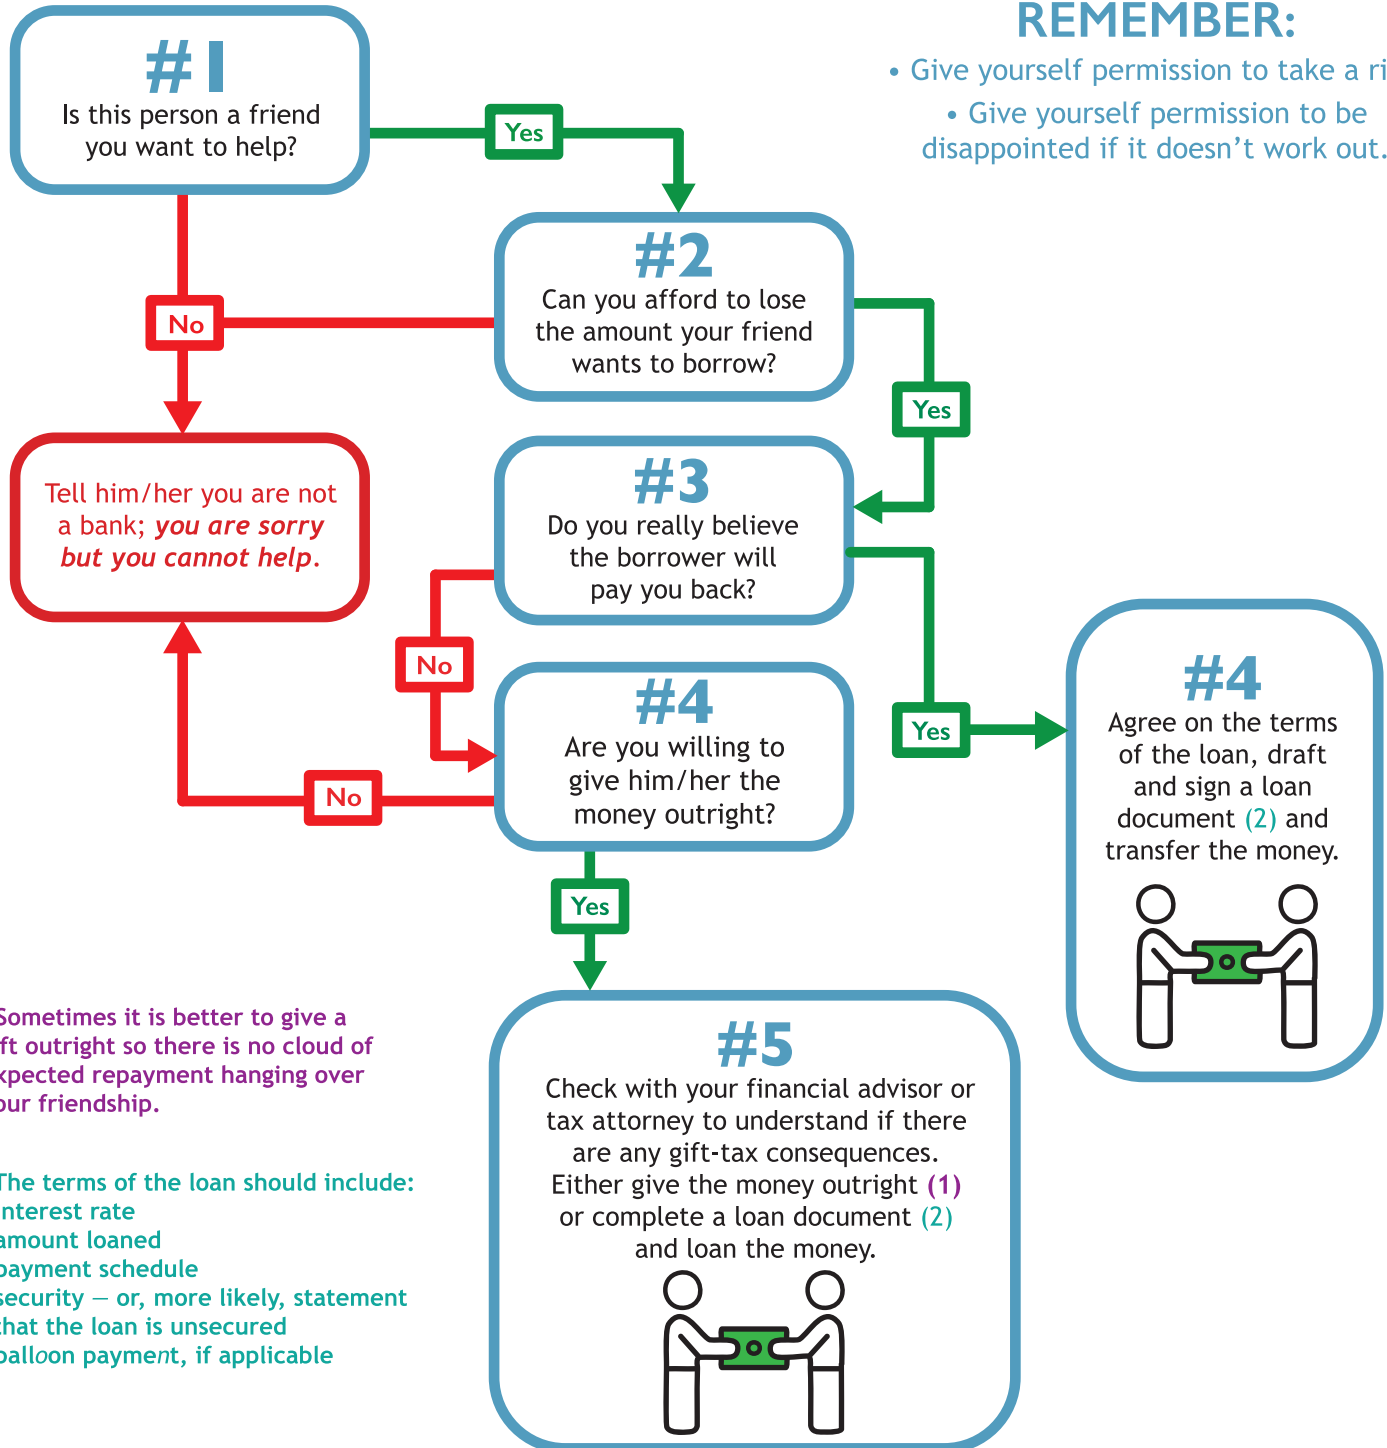 #1
Is this person a friend
you want to help?
REMEMBER:
• Give yourself permission to take a ri
• Give yourself permission to be
disappointed if it doesn't work out.
Yes
#2
Can you afford to lose
the amount your friend
wants to borrow?
No
Yes
Tell him/her you are not
a bank; you are sorry
but you cannot help.
#3
Do you really believe
the borrower will
pay you back?
No
Yes
#4
Are you willing to
give him/her the
money outright?
No
Yes
#4
Agree on the terms
of the loan, draft
and sign a loan
document (2) and
transfer the money.
Sometimes it is better to give a
ft outright so there is no cloud of
xpected repayment hanging over
our friendship.
The terms of the loan should include:
interest rate
amount loaned
payment schedule
security — or, more likely, statement
that the loan is unsecured
balloon payment, if applicable
#5
Check with your financial advisor or
tax attorney to understand if there
are any gift-tax consequences.
Either give the money outright (1)
or complete a loan document (2)
and loan the money.